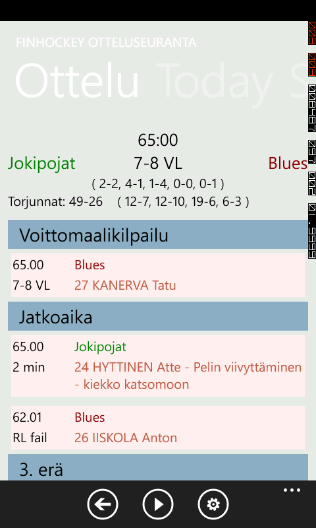 FINHOCKEY OTTELUSEURANTA
Ottelu Today S
65:00
Jokipojat 7-8 VL Blues
( 2-2, 4-1, 1-4, 0-0, 0-1 )
Torjunnat: 49-26 ( 12-7, 12-10, 19-6, 6-3 )
Voittomaalikilpailu
65.00 Blues
7-8 VL 27 KANERVA Tatu
Jatkoaika
65.00 Jokipojat
2 min 24 HYTTINEN Atte - Pelin viivyttäminen
- kiekko katsomoon
62.01 Blues
RL fail 26 IISKOLA Anton
3. erä